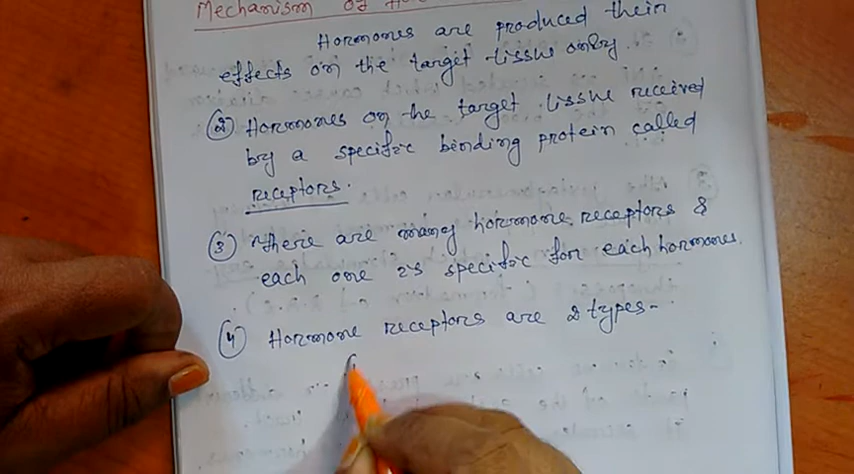 Mechanism of Hor
Hormones are produced their
effects on the target tissue only.
(2) Hormones on the target tissue received
by a specific binding protein called
receptors.
(3) There are many hormone receptors &
each one is specific for each hormones.
(4) Hormone receptors are 2 types-